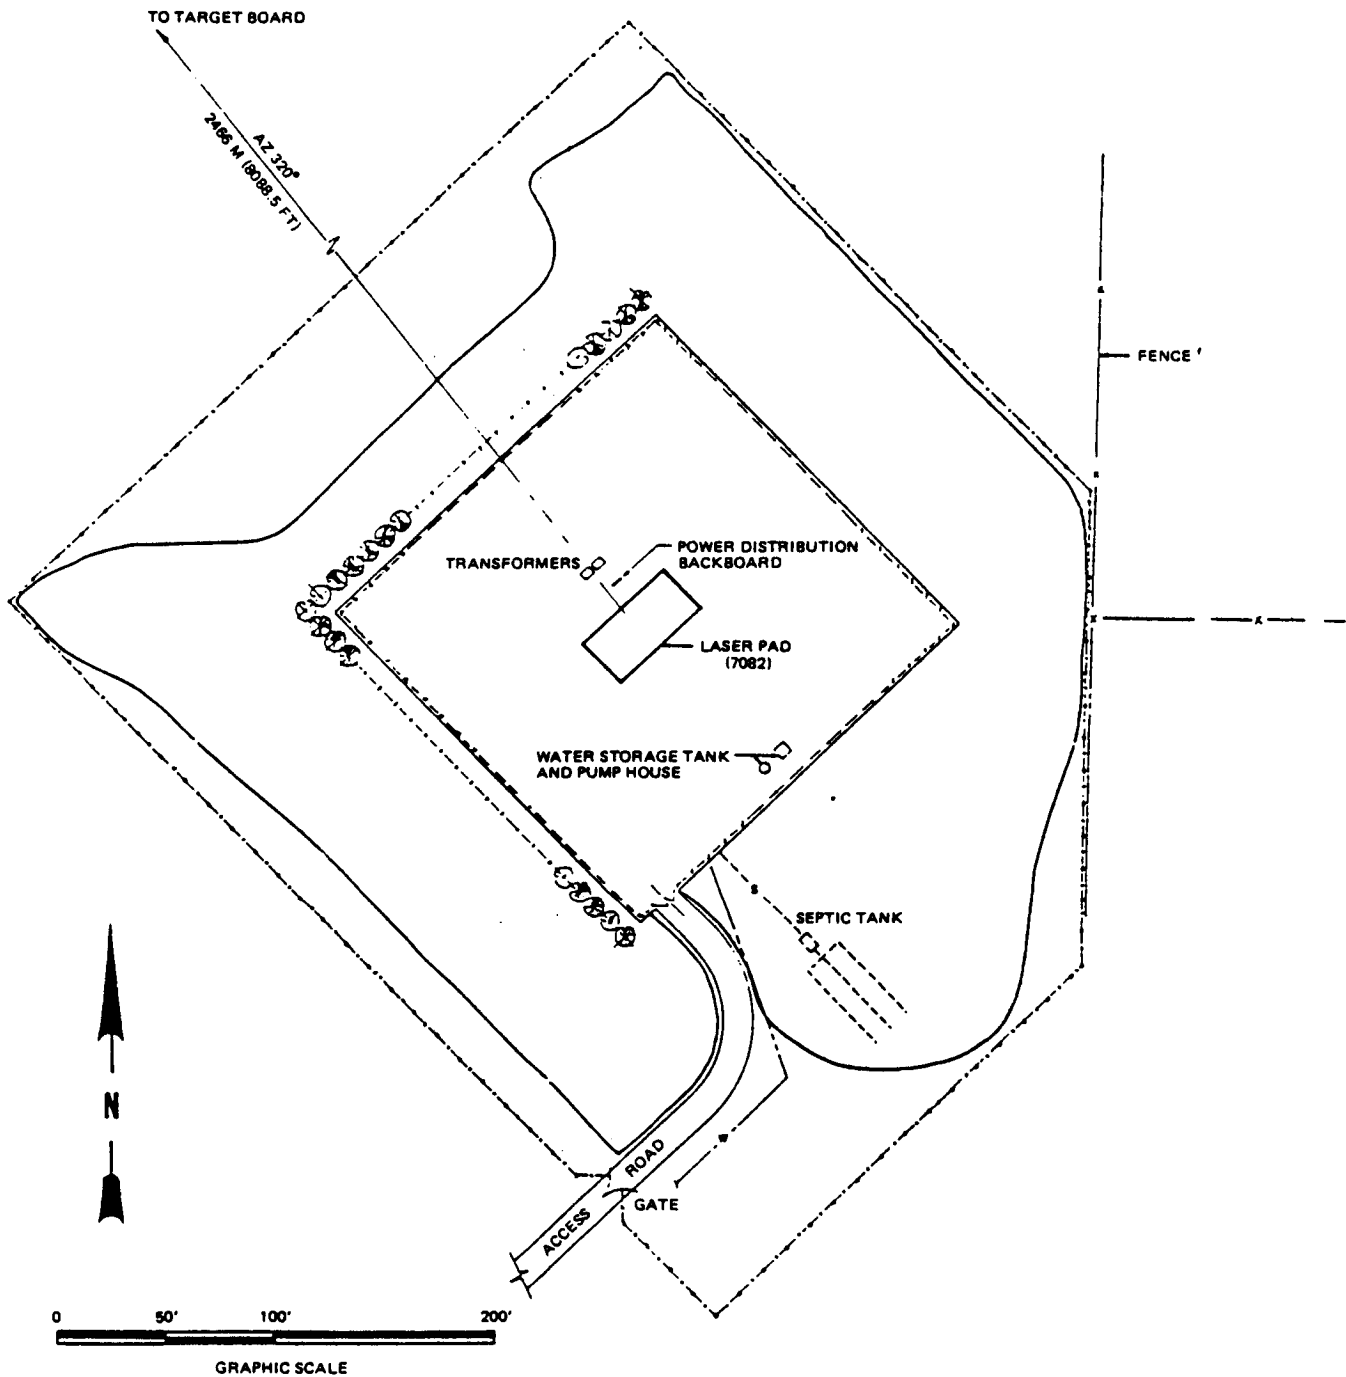 TO TARGET BOARD
AZ 320°
2466 M (8088.5 FT)
FENCE
TRANSFORMERS
POWER DISTRIBUTION
BACKBOARD
LASER PAD
(7082)
WATER STORAGE TANK
AND PUMP HOUSE
S
SEPTIC TANK
N
W
ROAD
GATE
ACCESS
0 50' 100' 200'
GRAPHIC SCALE